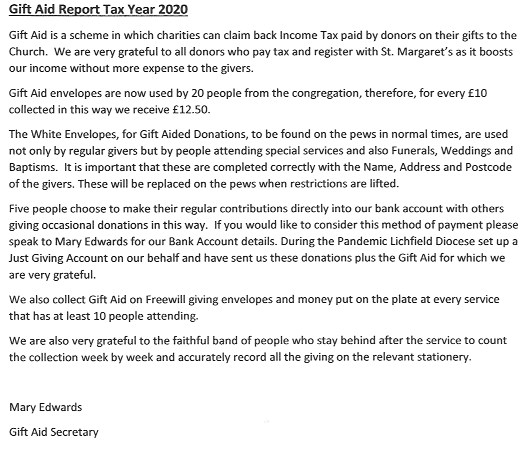 Gift Aid Report Tax Year 2020
Gift Aid is a scheme in which charities can claim back Income Tax paid by donors on their gifts to the
Church. We are very grateful to all donors who pay tax and register with St. Margaret's as it boosts
our income without more expense to the givers.
Gift Aid envelopes are now used by 20 people from the congregation, therefore, for every £10
collected in this way we receive £12.50.
The White Envelopes, for Gift Aided Donations, to be found on the pews in normal times, are used
not only by regular givers but by people attending special services and also Funerals, Weddings and
Baptisms. It is important that these are completed correctly with the Name, Address and Postcode
of the givers. These will be replaced on the pews when restrictions are lifted.
Five people choose to make their regular contributions directly into our bank account with others
giving occasional donations in this way. If you would like to consider this method of payment please
speak to Mary Edwards for our Bank Account details. During the Pandemic Lichfield Diocese set up a
Just Giving Account on our behalf and have sent us these donations plus the Gift Aid for which we
are very grateful.
We also collect Gift Aid on Freewill giving envelopes and money put on the plate at every service
that has at least 10 people attending.
We are also very grateful to the faithful band of people who stay behind after the service to count
the collection week by week and accurately record all the giving on the relevant stationery.
Mary Edwards
Gift Aid Secretary